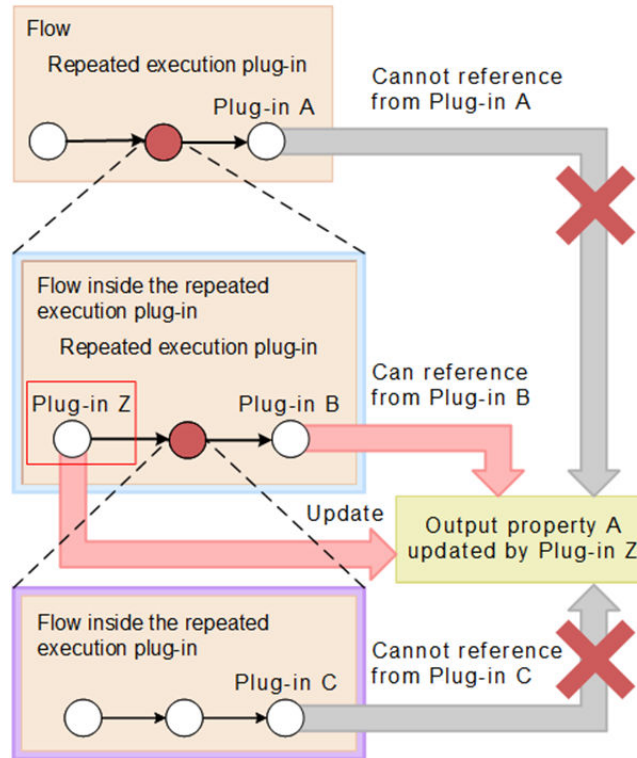 Flow
Repeated execution plug-in
Plug-in A
Cannot reference
from Plug-in A
Flow inside the repeated
execution plug-in
Repeated execution plug-in
Plug-in Z
Plug-in B
Can reference
from Plug-in B
Update
Output property A
updated by Plug-in Z
Flow inside the repeated
execution plug-in
Plug-in C
Cannot reference
from Plug-in C